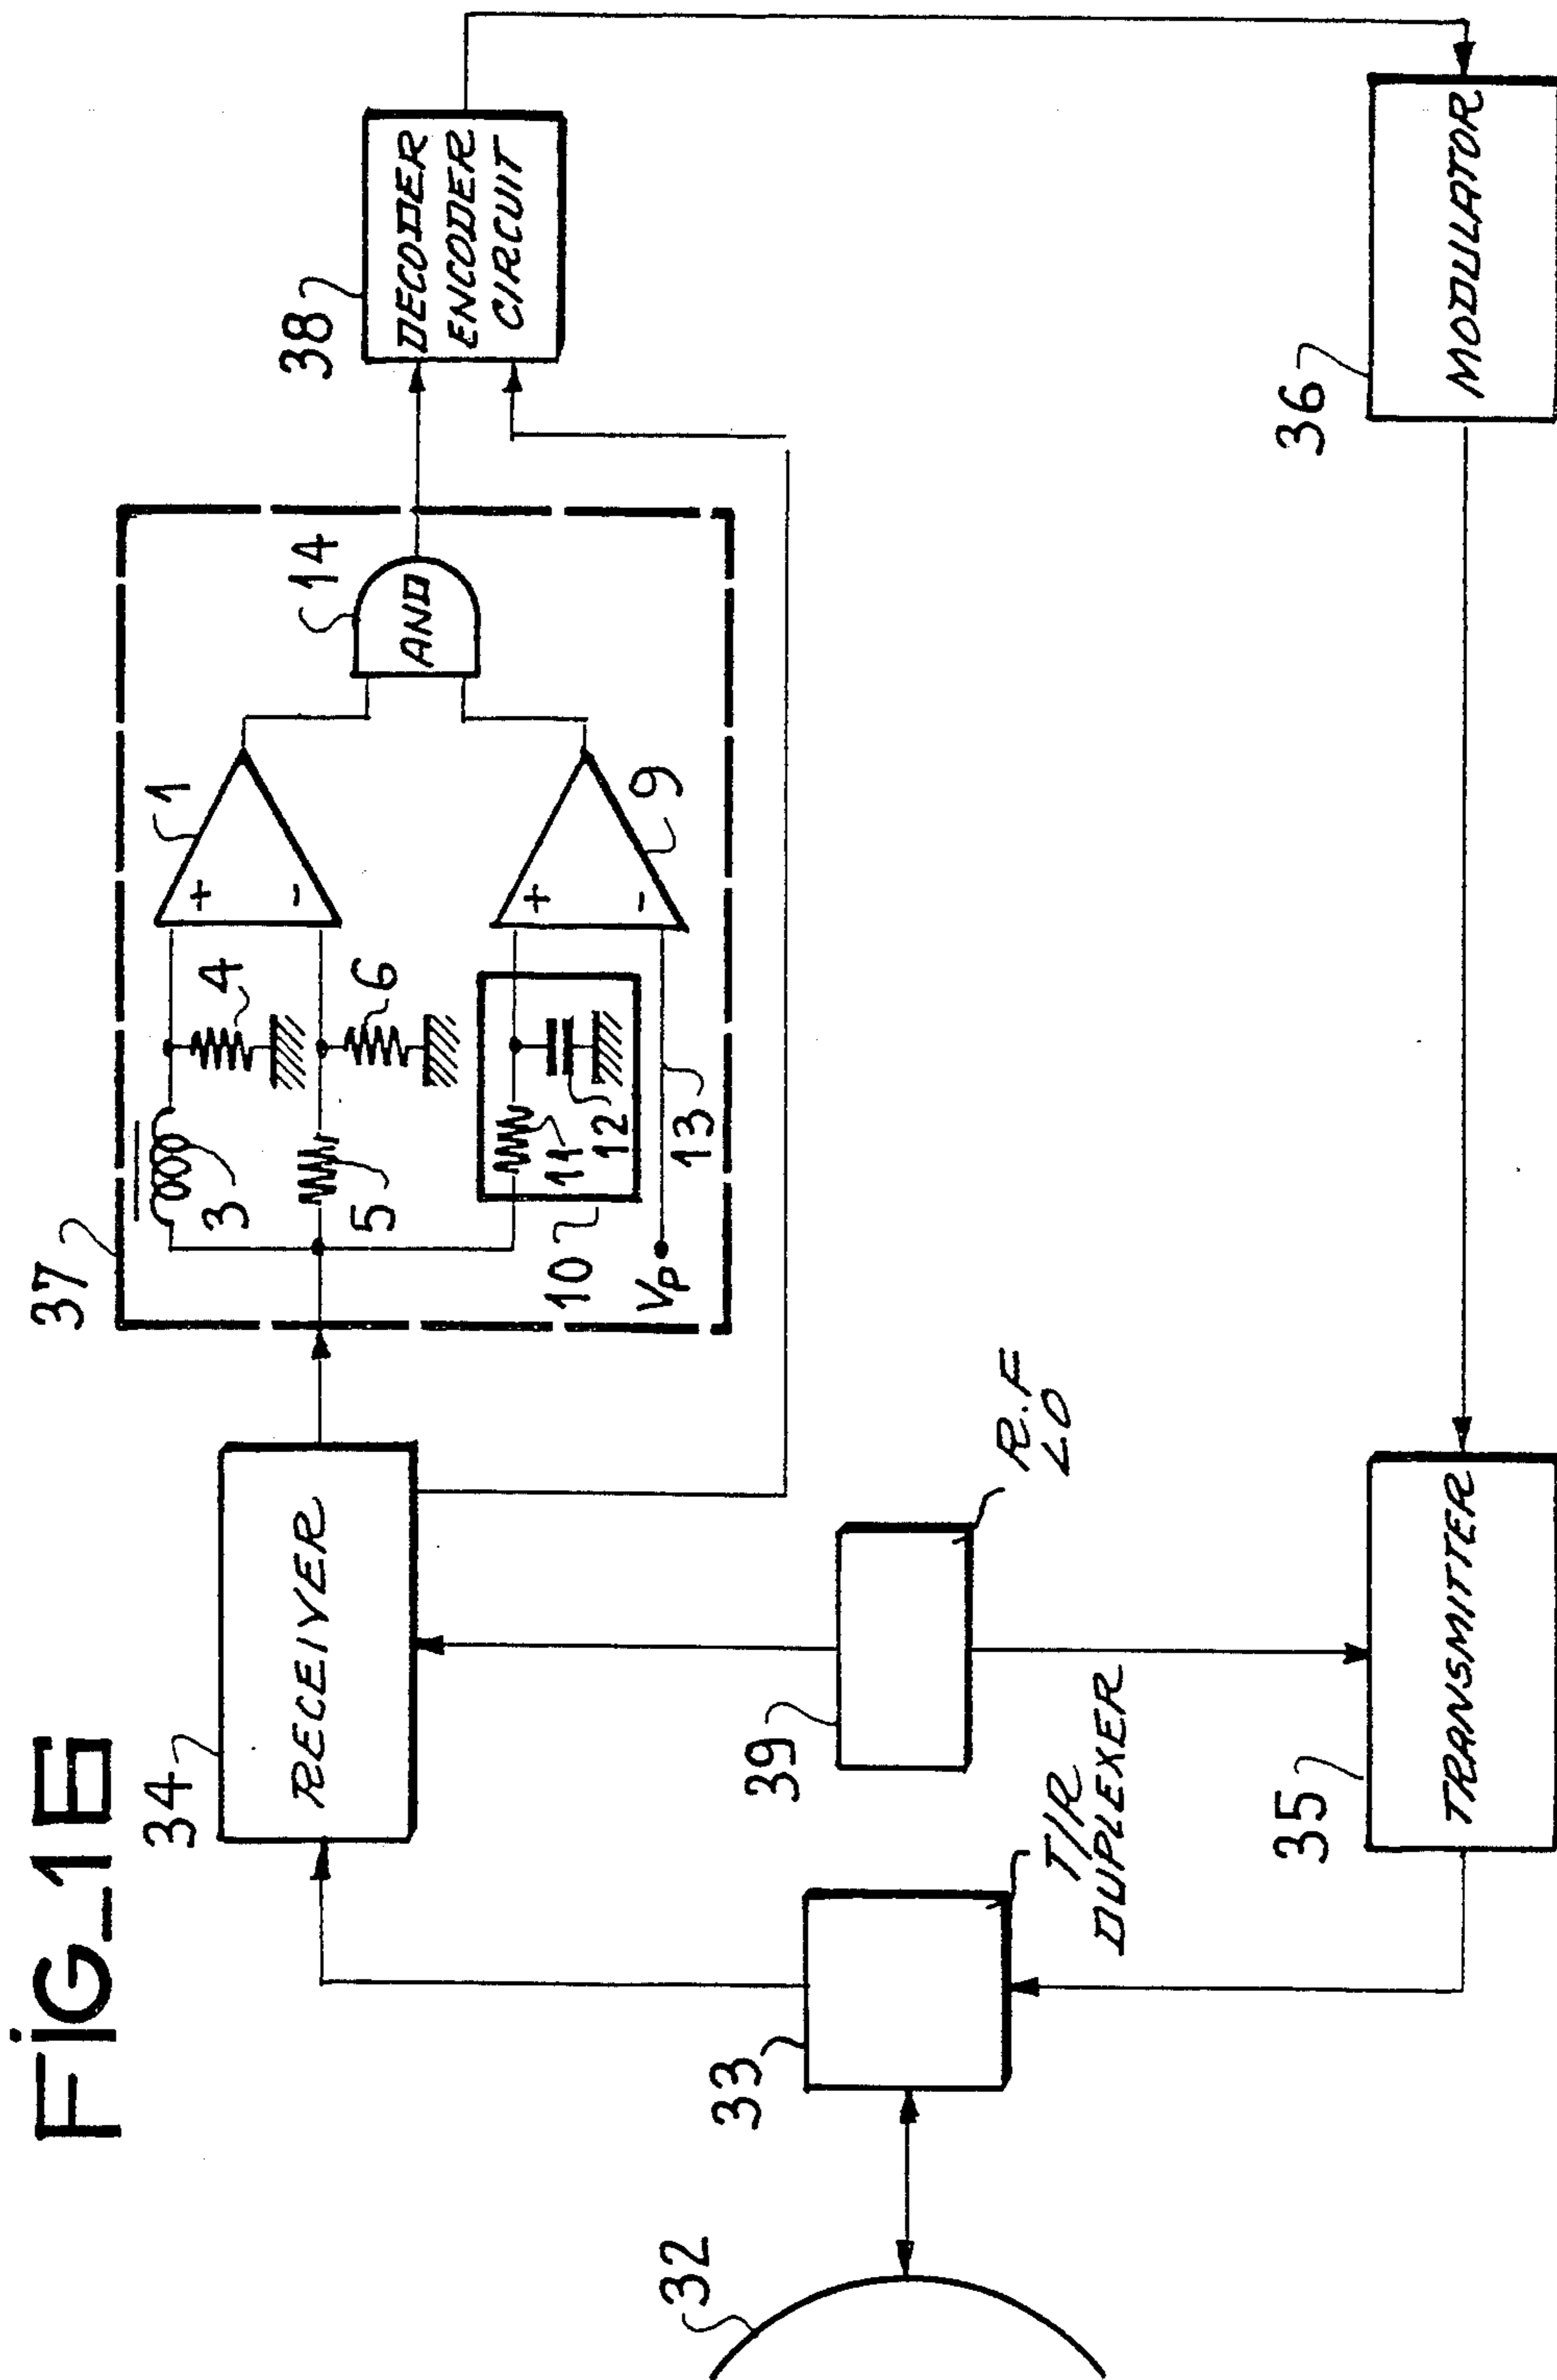 FIG_1E
37
3
4
1
5
6
14
AND
+
-
+
-
9
10
11
12
13
VP
38
DECODER
ENCODER
CIRCUIT
34
RECEIVER
39
R.F
LO
32
33
T/R
DUPLEXER
35
TRANSMITTER
36
MODULATOR